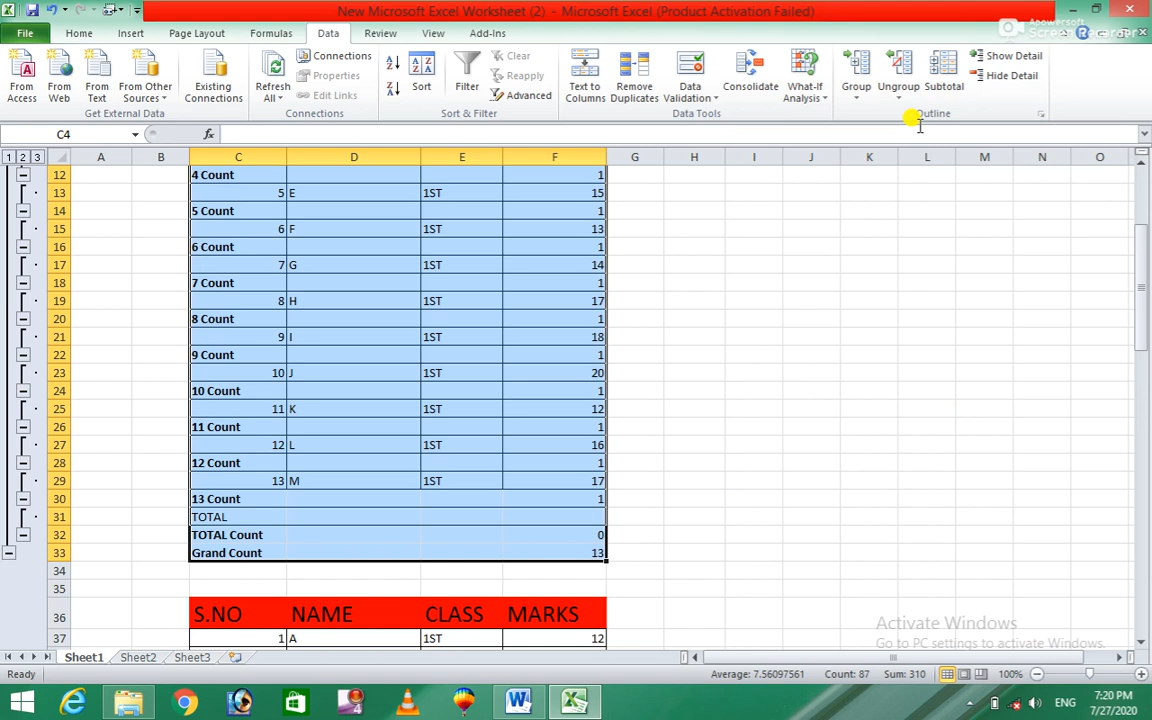 New Microsoft Excel Worksheet (2) - Microsoft Excel (Product Activation Failed)
Apowersoft
File Home Insert Page Layout Formulas Data Review View Add-Ins
From Access
From Web
From Text
From Other Sources
Existing Connections
Get External Data
Refresh All
Connections
Properties
Edit Links
Connections
Sort
Filter
Clear
Reapply
Advanced
Sort & Filter
Text to Columns
Remove Duplicates
Data Validation
Consolidate
What-If Analysis
Data Tools
Group
Ungroup
Subtotal
Show Detail
Hide Detail
Outline
C4 fx
1 2 3 A B C D E F G H I J K L M N O
12 4 Count 1
13 5 E 1ST 15
14 5 Count 1
15 6 F 1ST 13
16 6 Count 1
17 7 G 1ST 14
18 7 Count 1
19 8 H 1ST 17
20 8 Count 1
21 9 I 1ST 18
22 9 Count 1
23 10 J 1ST 20
24 10 Count 1
25 11 K 1ST 12
26 11 Count 1
27 12 L 1ST 16
28 12 Count 1
29 13 M 1ST 17
30 13 Count 1
31 TOTAL
32 TOTAL Count 0
33 Grand Count 13
34
35
36 S.NO NAME CLASS MARKS
37 1 A 1ST 12
Activate Windows
Go to PC settings to activate Windows.
Sheet1 Sheet2 Sheet3
Ready Average: 7.56097561 Count: 87 Sum: 310 100%
ENG 7:20 PM
7/27/2020